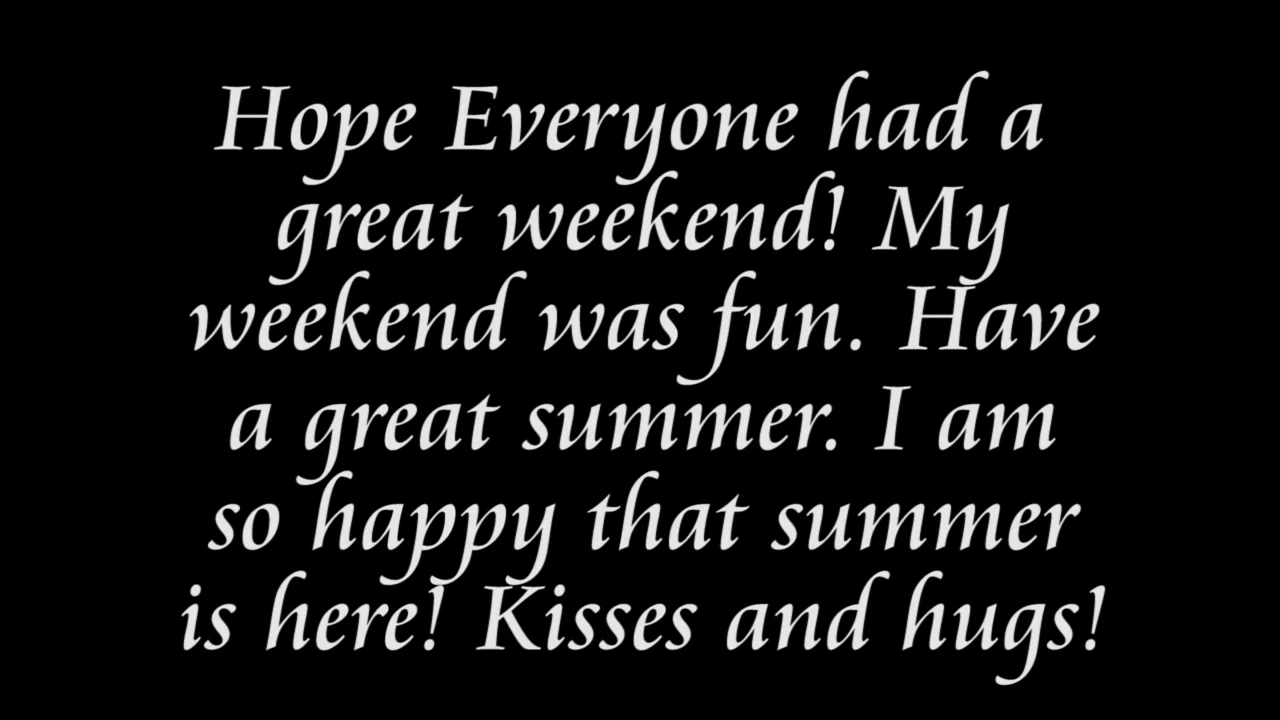 Hope Everyone had a
great weekend! My
weekend was fun. Have
a great summer. I am
so happy that summer
is here! Kisses and hugs!